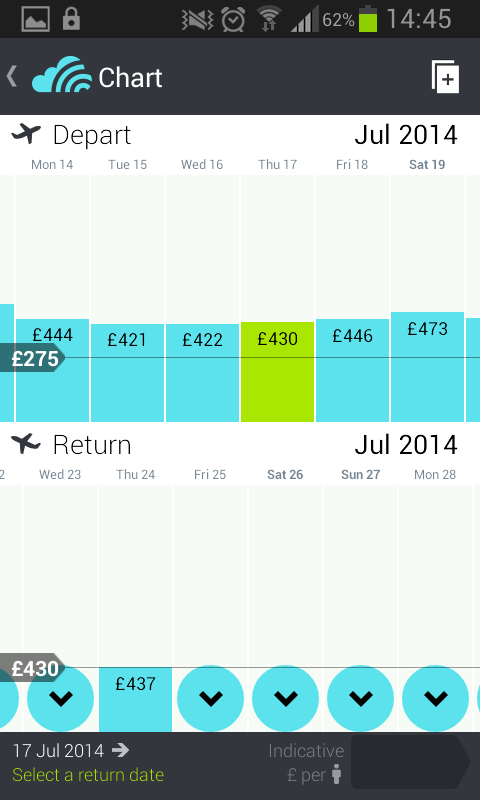 62% 14:45
Chart
Depart Jul 2014
Mon 14 Tue 15 Wed 16 Thu 17 Fri 18 Sat 19
£444 £421 £422 £430 £446 £473
£275
Return Jul 2014
2 Wed 23 Thu 24 Fri 25 Sat 26 Sun 27 Mon 28
£430
£437
17 Jul 2014 Indicative
Select a return date £ per